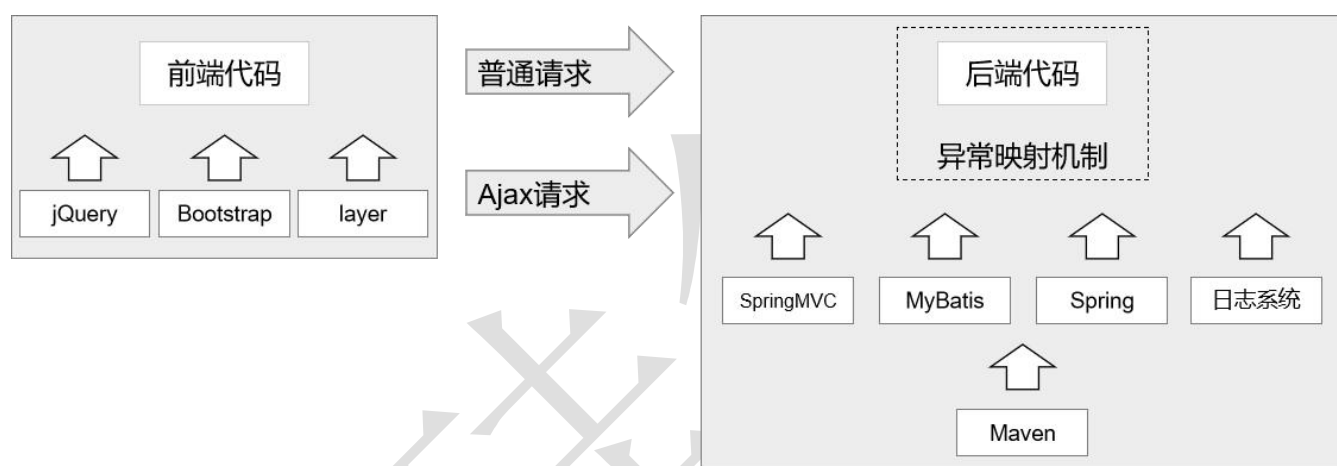 前端代码
jQuery
Bootstrap
layer
普通请求
Ajax请求
后端代码
异常映射机制
SpringMVC
MyBatis
Spring
日志系统
Maven